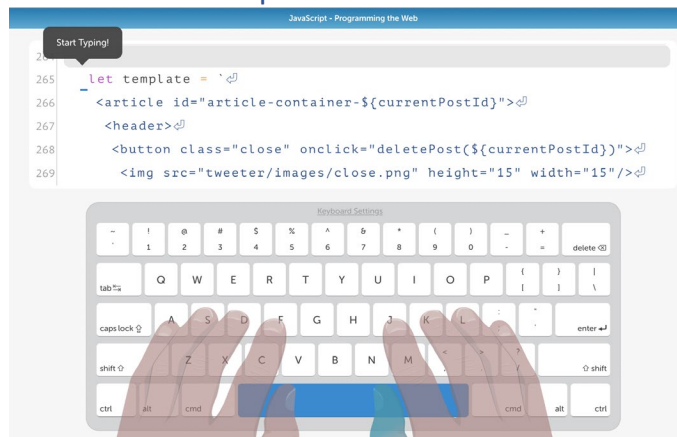 JavaScript - Programming the Web
Start Typing!
264
265 let template = `⏎
266 <article id="article-container-${currentPostId}">⏎
267 <header>⏎
268 <button class="close" onclick="deletePost(${currentPostId})">⏎
269 <img src="tweeter/images/close.png" height="15" width="15"/>⏎
Keyboard Settings
~ ! @ # $ % ^ & * ( ) _ +
` 1 2 3 4 5 6 7 8 9 0 - = delete
tab Q W E R T Y U I O P { } |
[ ] \
caps lock A S D F G H J K L : " enter
; '
shift Z X C V B N M < > ? shift
, . /
ctrl alt cmd cmd alt ctrl